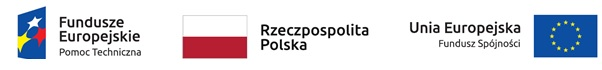 Fundusze
Europejskie
Pomoc Techniczna
Rzeczpospolita
Polska
Unia Europejska
Fundusz Spójności